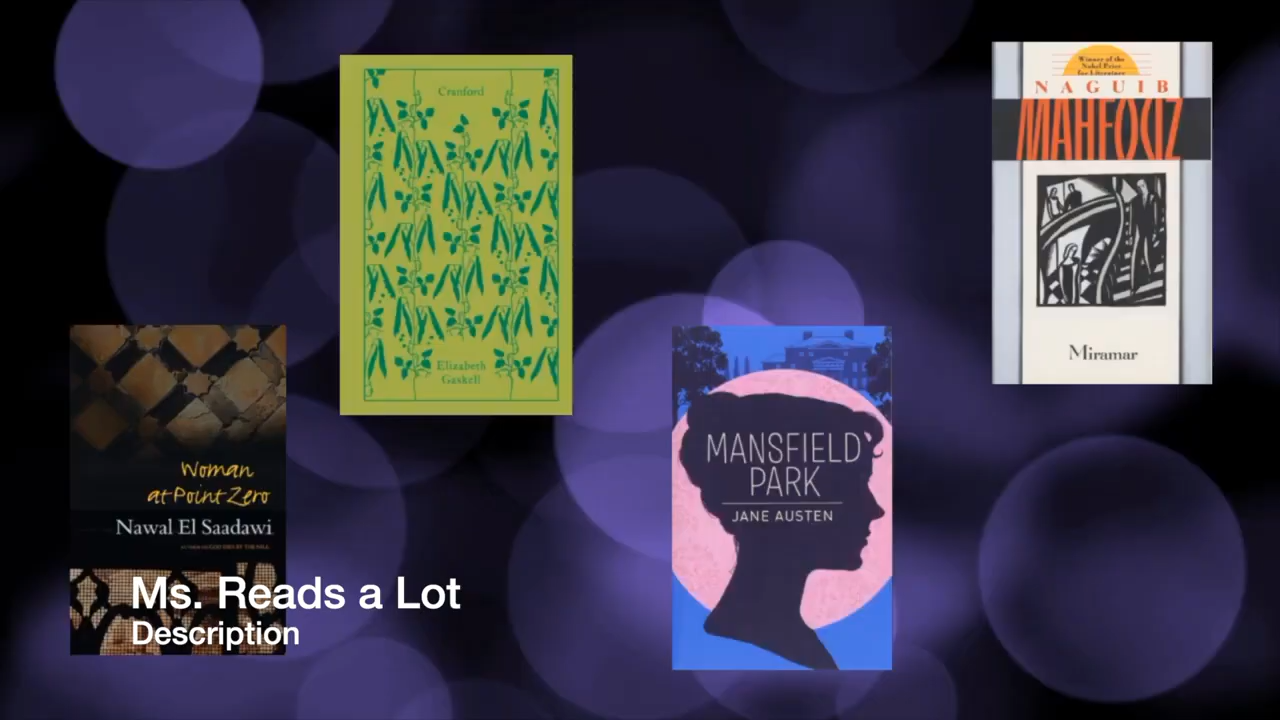 Cranford
Elizabeth
Gaskell
Winner of the
Nobel Prize
for Literature
NAGUIB
MAHFOUZ
Miramar
Woman
at Point Zero
Nawal El Saadawi
MANSFIELD
PARK
JANE AUSTEN
Ms. Reads a Lot
Description